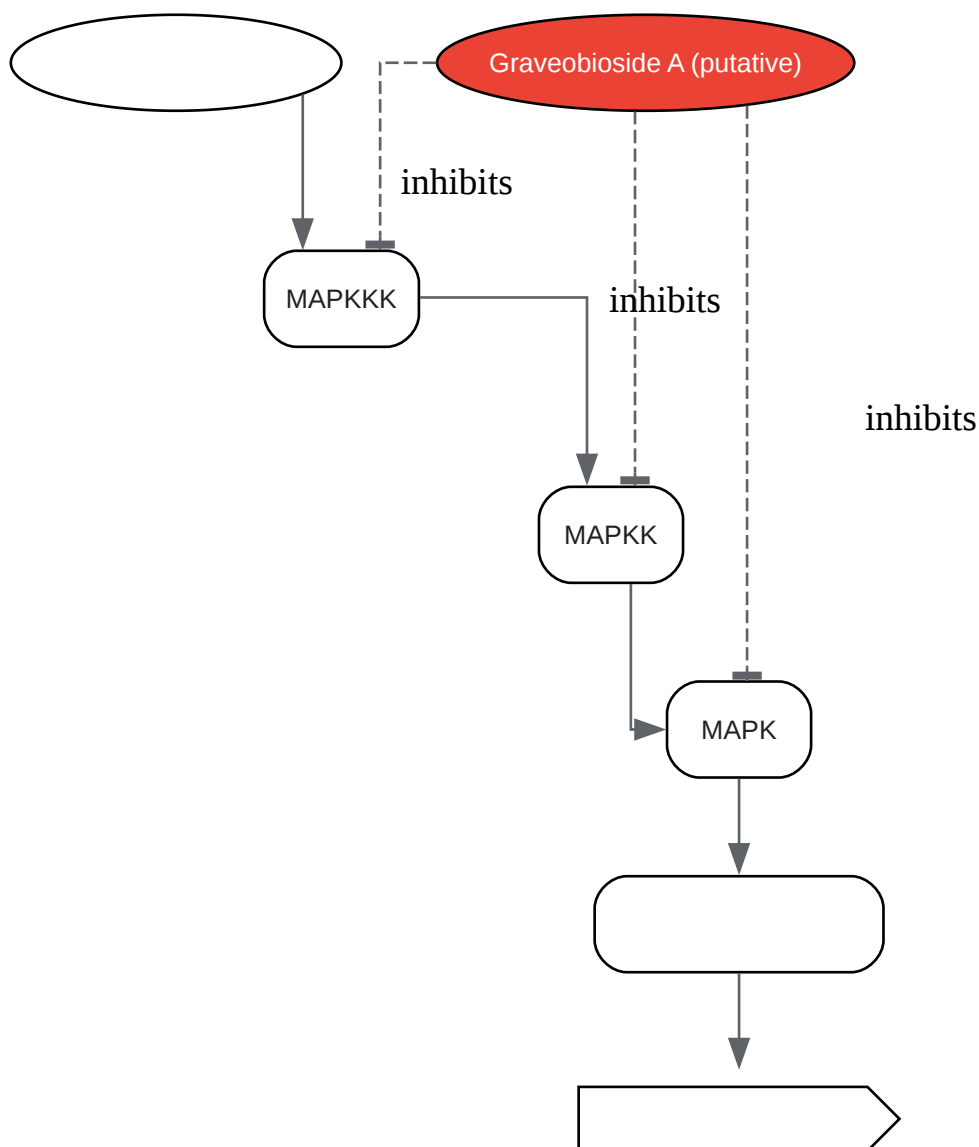 Graveobioside A (putative)
inhibits
MAPKKK
inhibits
inhibits
MAPKK
MAPK